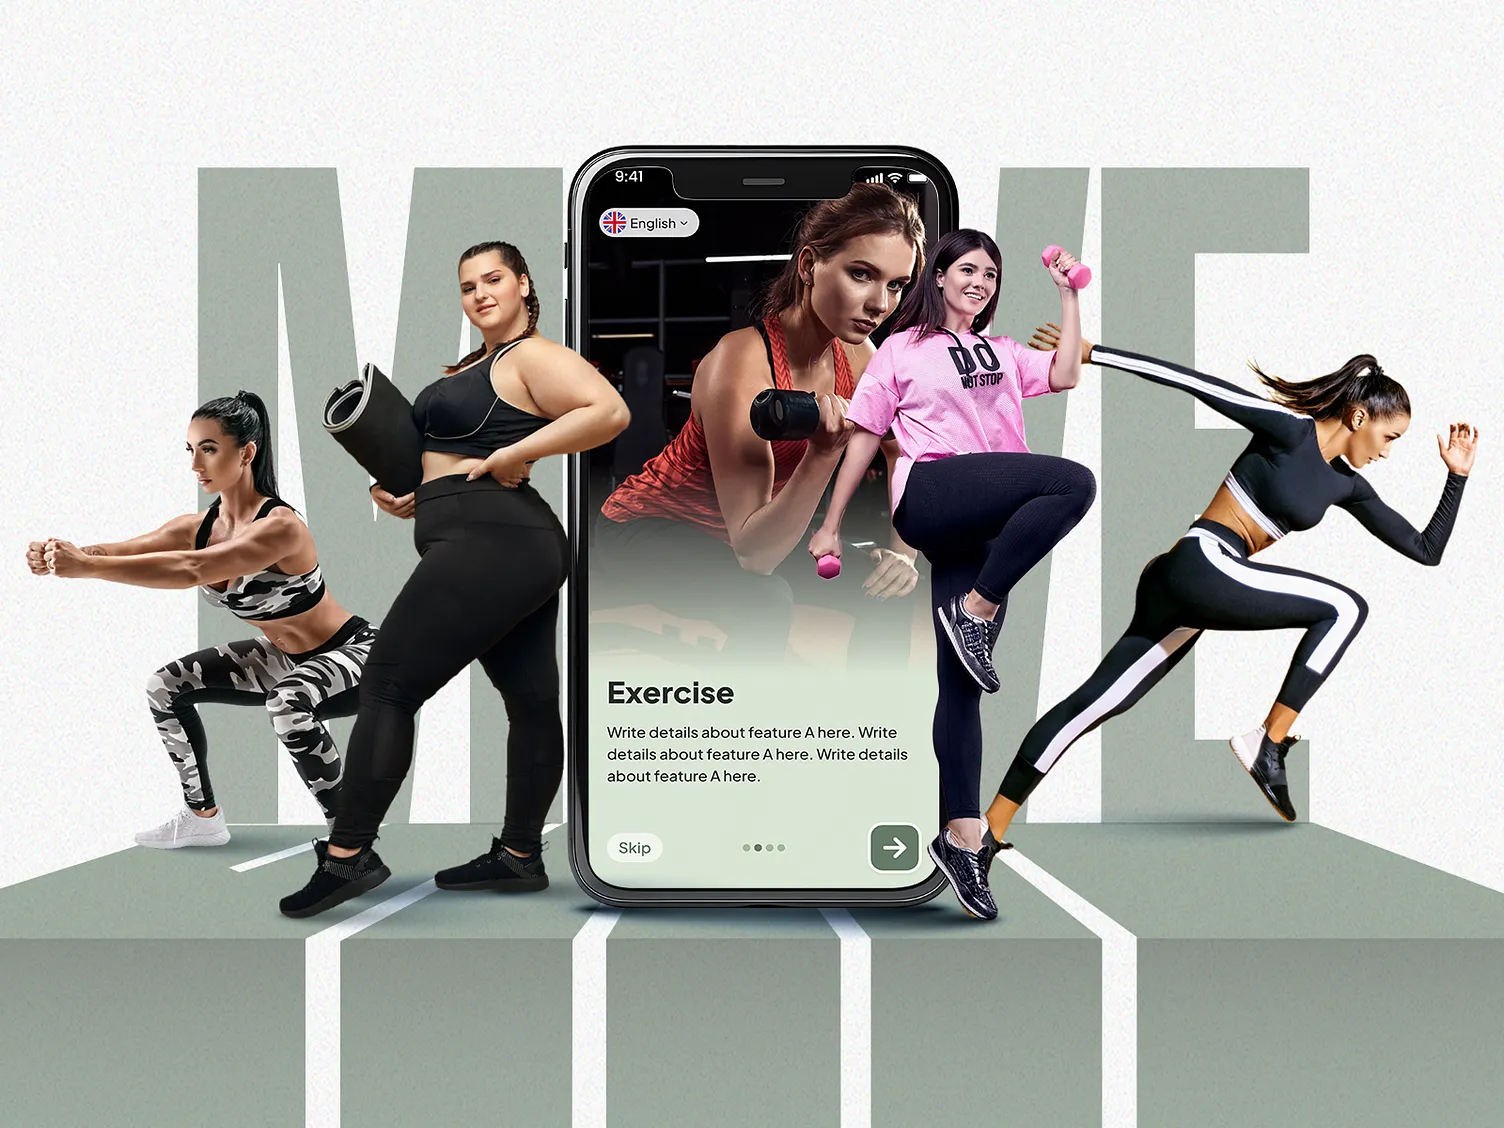 M VE
9:41
English
DO
NOT STOP
Exercise
Write details about feature A here. Write
details about feature A here. Write details
about feature A here.
Skip